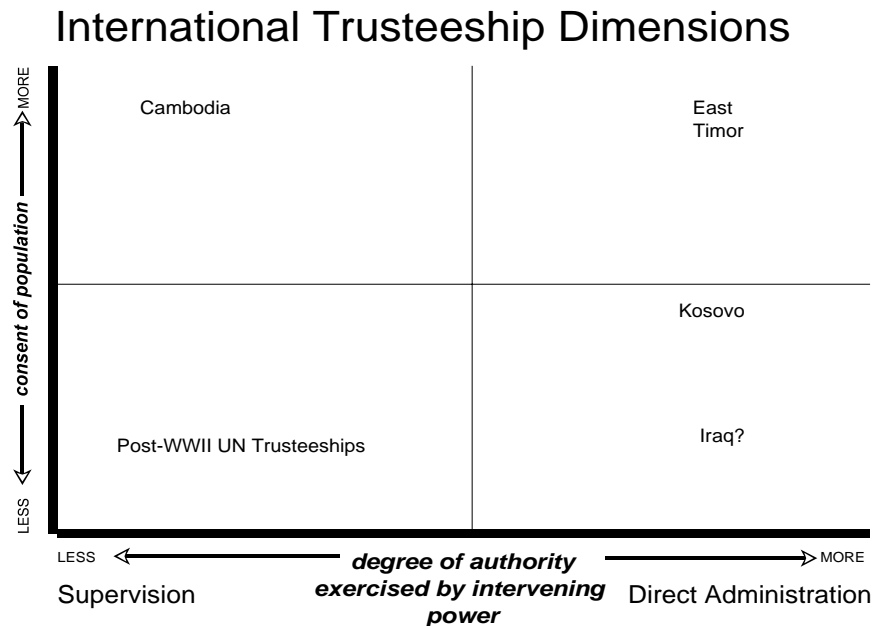 International Trusteeship Dimensions
MORE
consent of population
LESS
Cambodia
East
Timor
Kosovo
Post-WWII UN Trusteeships
Iraq?
LESS
degree of authority
exercised by intervening
power
MORE
Supervision
Direct Administration